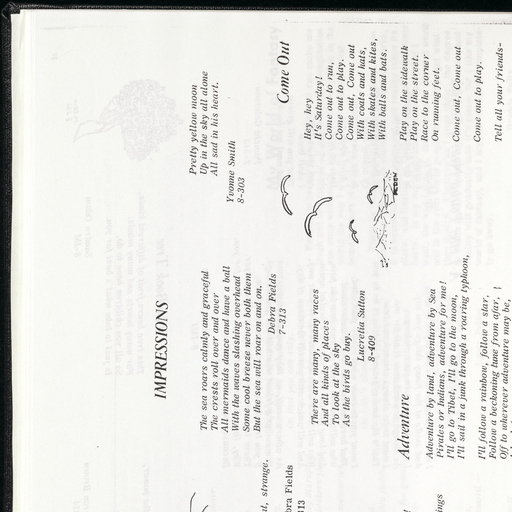 IMPRESSIONS
The sea roars calmly and graceful
The crests roll over and over
All mermaids dance and have a ball
With the waves slashing overhead
Some cool breeze never both them
But the sea will roar on and on.
Debra Fields
7-313
There are many, many races
And all kinds of places
To look at the sky
As the birds go buy.
Lucretia Sutton
8-409
Adventure
Adventure by land, adventure by Sea
Pirates or Indians, adventure for me!
I'll go to Tibet, I'll go to the moon,
I'll sail in a junk through a roaring typhoon,
I'll follow a rainbow, follow a star,
Follow a beckoning tune from afar,
Off to wherever adventure may be,
Pretty yellow moon
Up in the sky all alone
All sad in his heart.
Yvonne Smith
8-303
Come Out
Hey, hey
It's Saturday!
Come out to run,
Come out to play.
Come out, Come out
With coats and hats,
With skates and kites,
With balls and bats.
Play on the sidewalk
Play on the street.
Race to the corner
On running feet.
Come out, Come out
Come out to play.
Tell all your friends-
strange.
bra Fields
313
ings